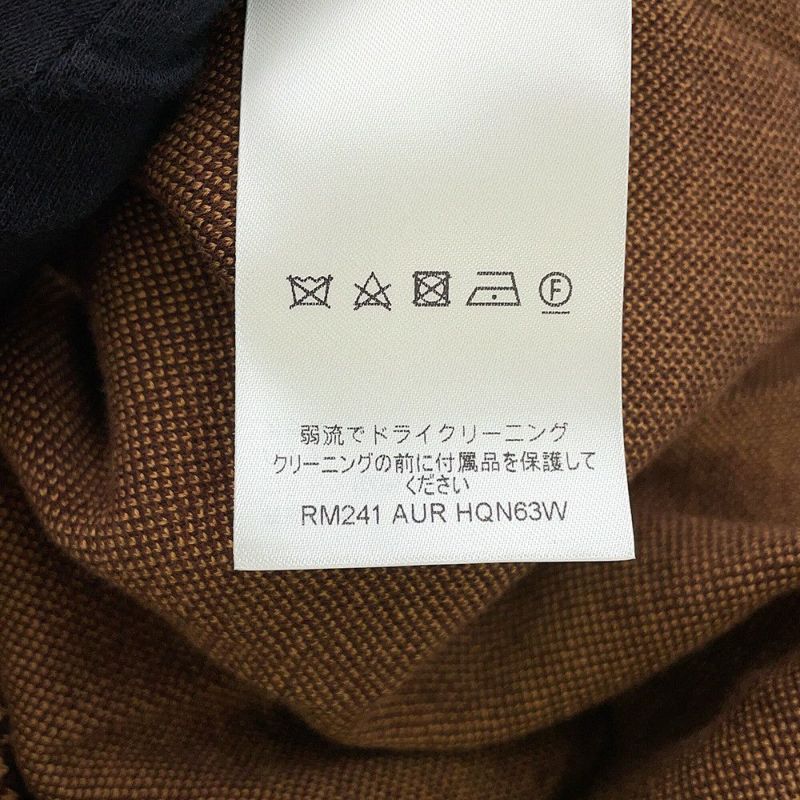 F
弱流でドライクリーニング
クリーニングの前に付属品を保護して
ください
RM241 AUR HQN63W